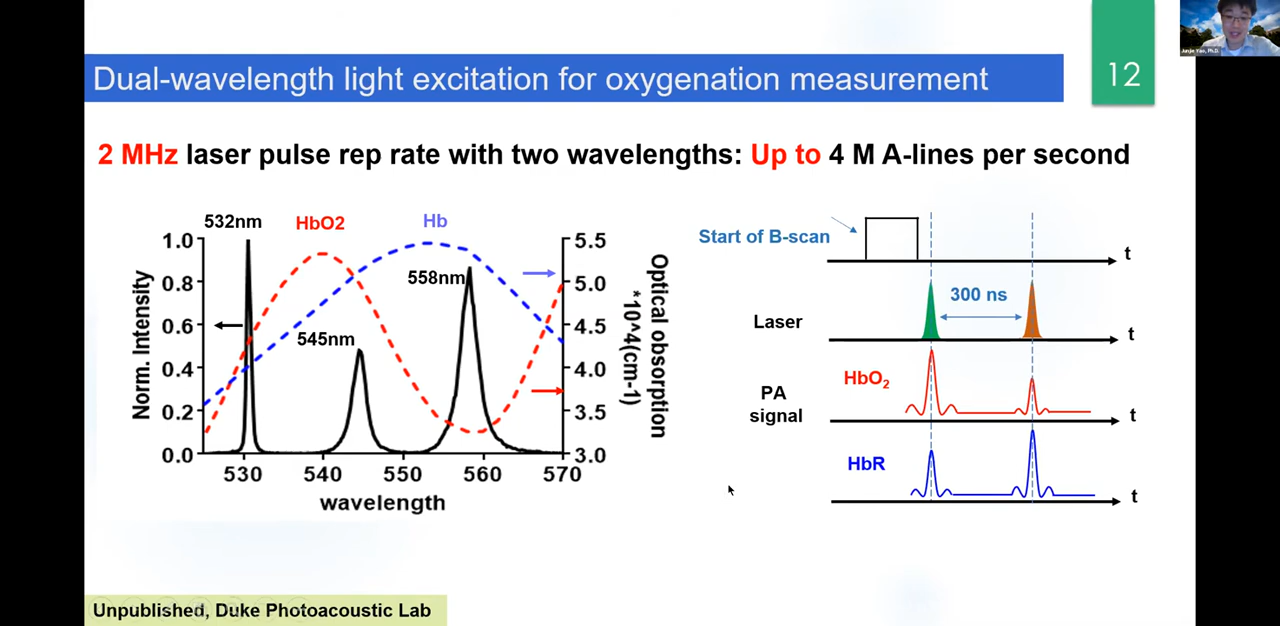 Junjie Yao, Ph.D.
Dual-wavelength light excitation for oxygenation measurement
12
2 MHz laser pulse rep rate with two wavelengths: Up to 4 M A-lines per second
532nm
HbO2
Hb
558nm
545nm
Norm. Intensity
1.0
0.8
0.6
0.4
0.2
0.0
5.5
5.0
4.5
4.0
3.5
3.0
Optical obsorption
*10^4(cm-1)
530
540
550
560
570
wavelength
Start of B-scan
t
300 ns
Laser
t
HbO2
PA
signal
t
HbR
t
Unpublished, Duke Photoacoustic Lab